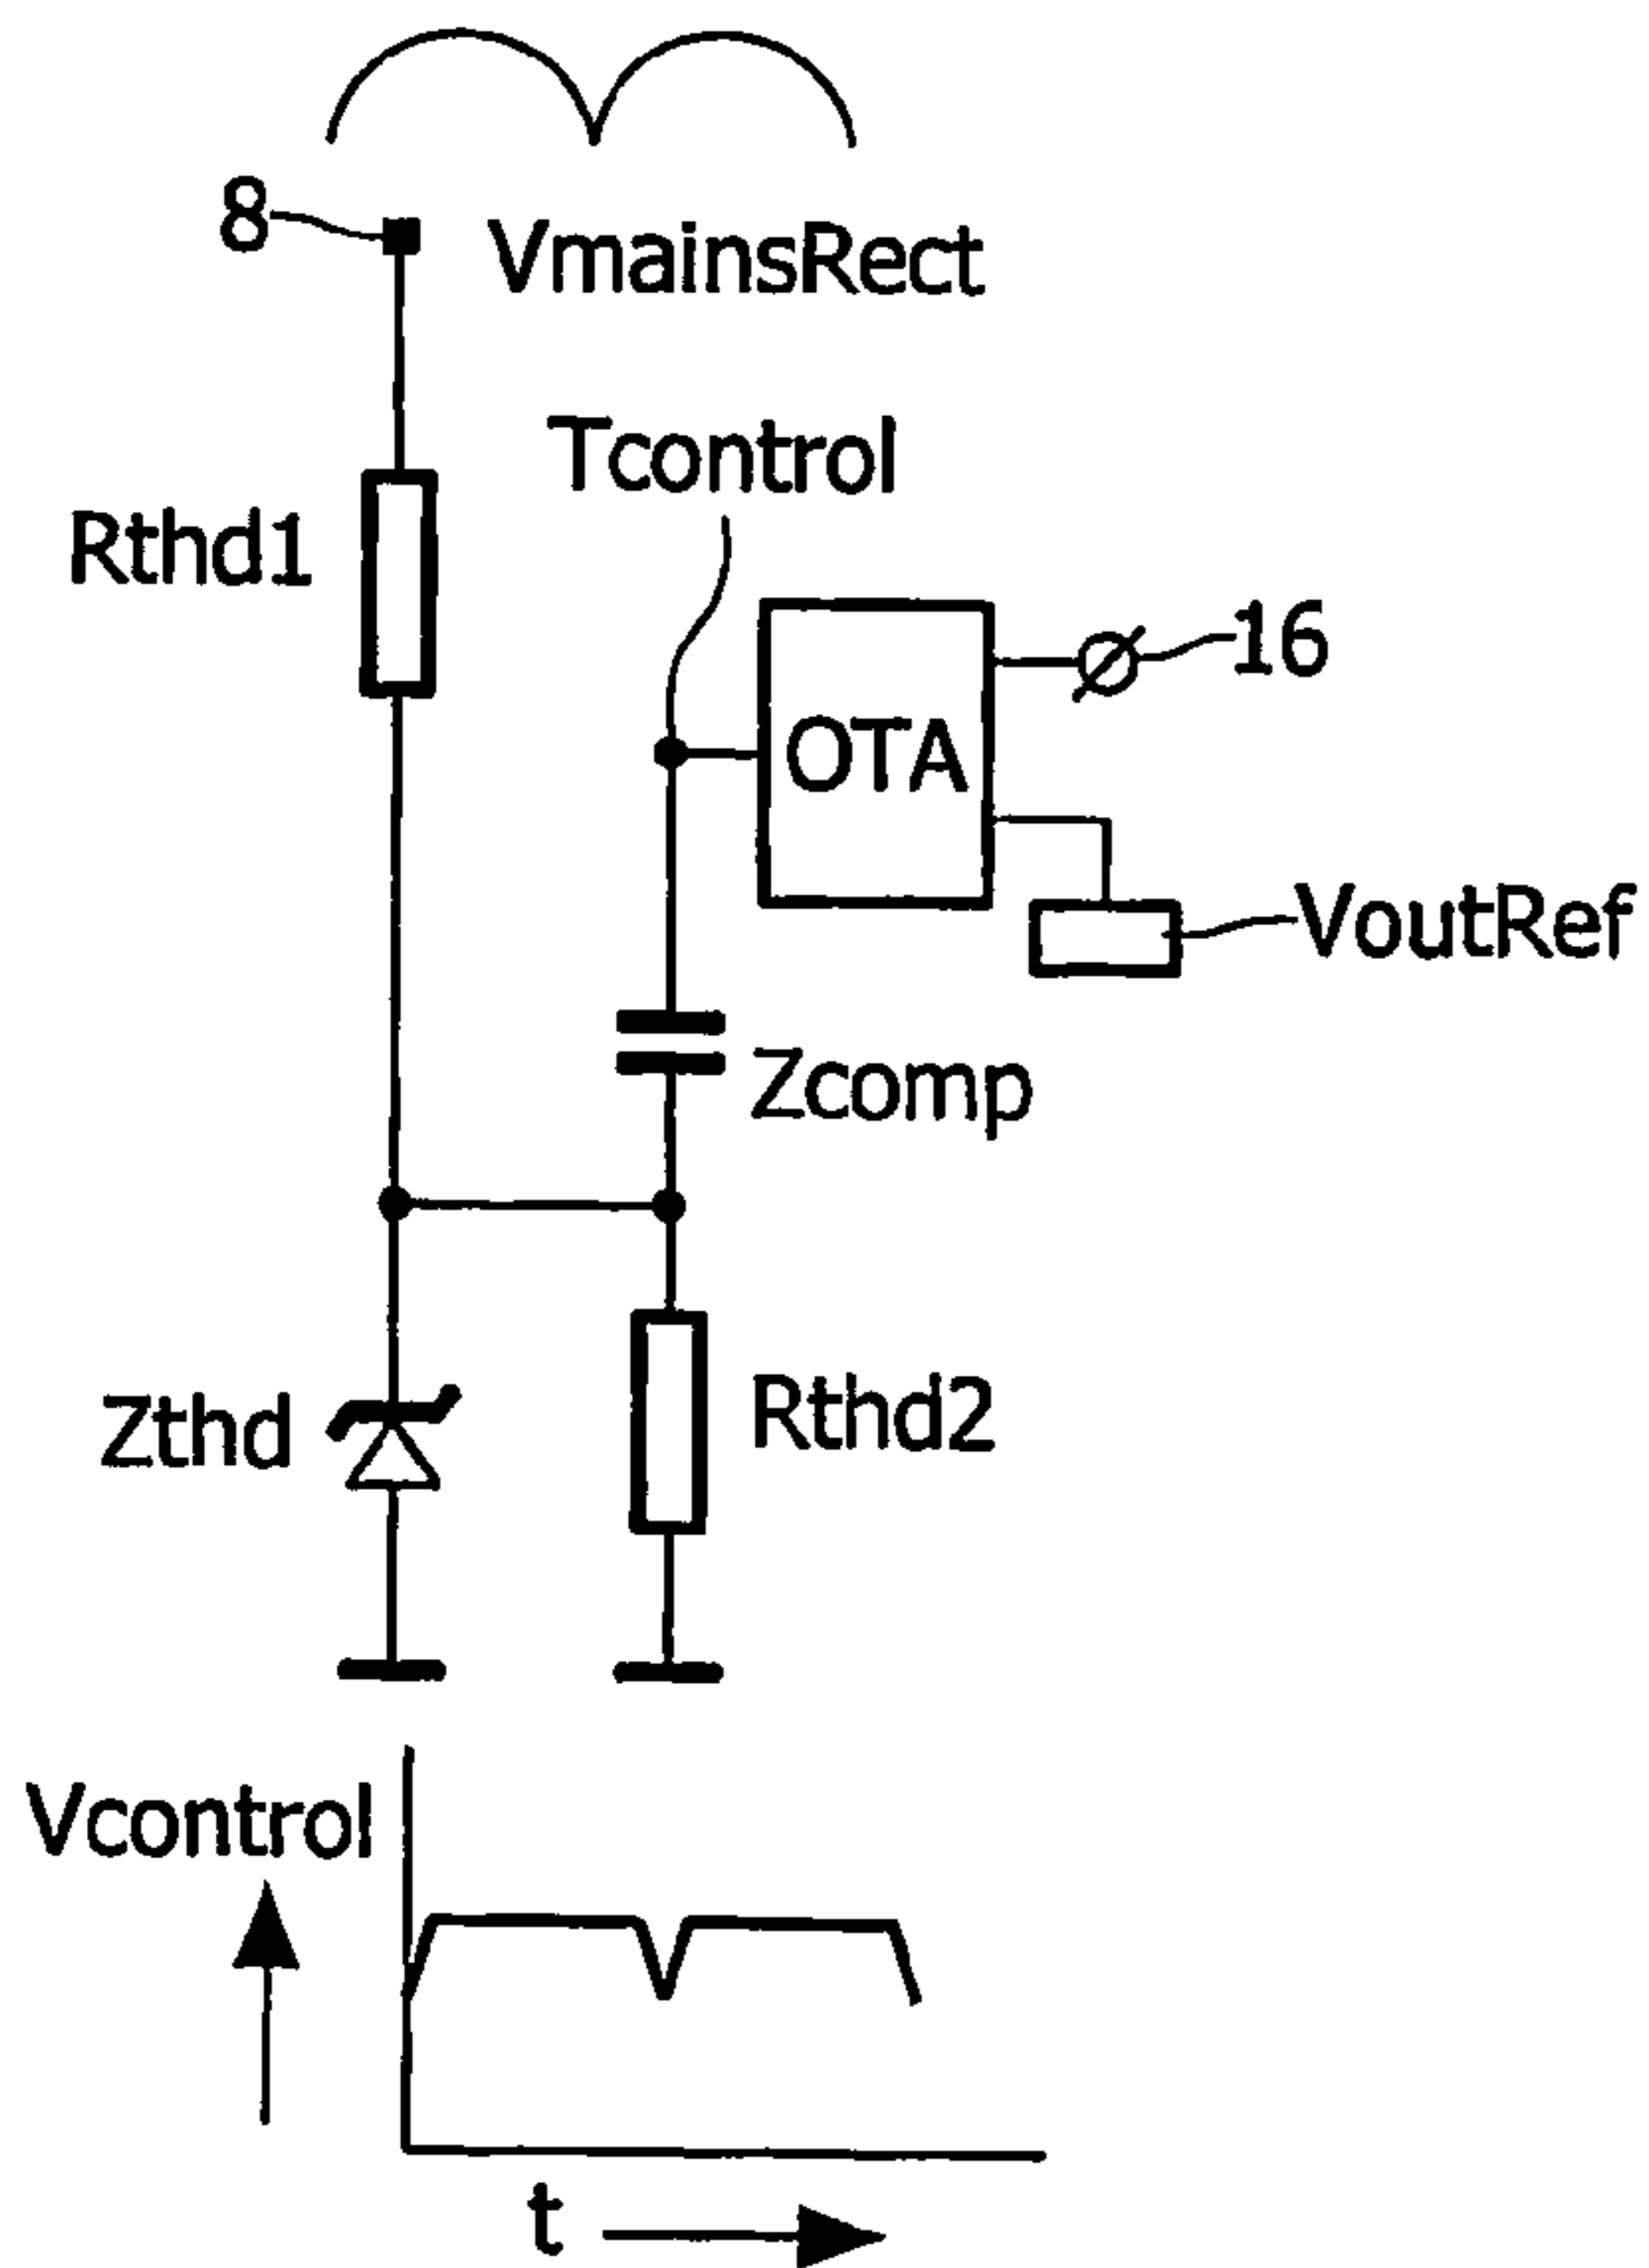 8
VmainsRect
Tcontrol
Rthd1
16
OTA
VoutRef
Zcomp
Zthd
Rthd2
Vcontrol
t